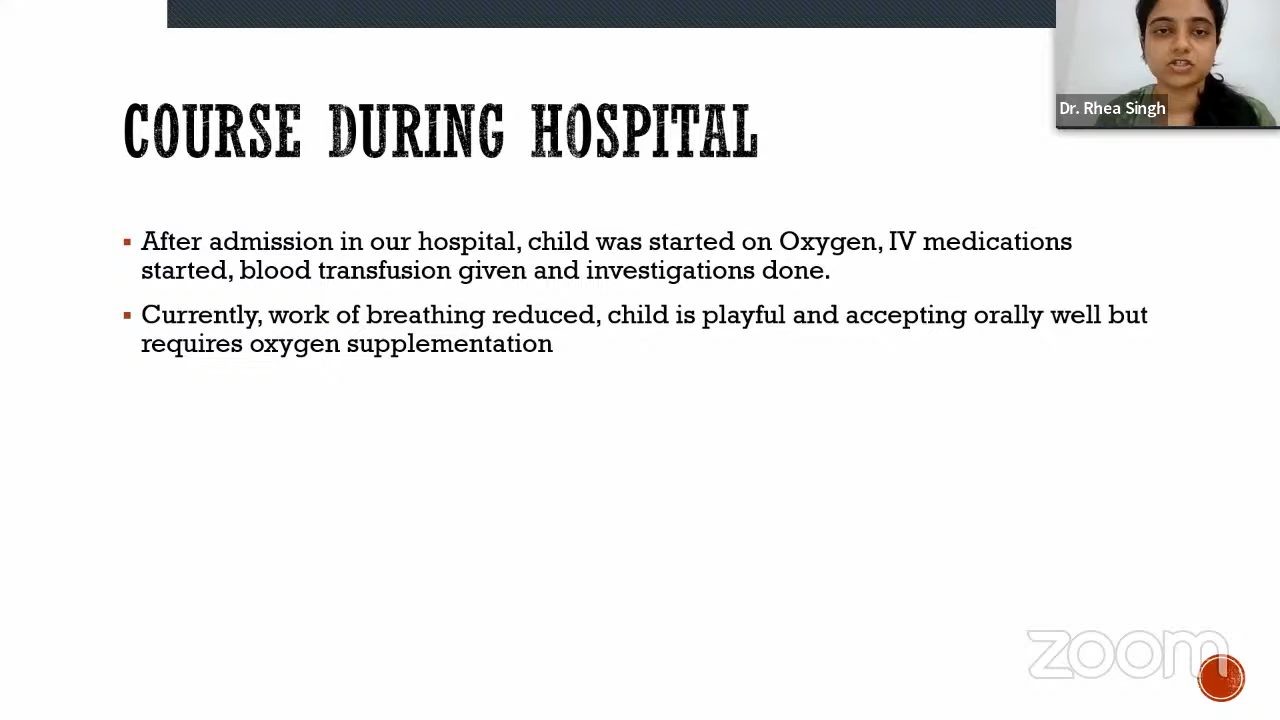 Dr. Rhea Singh
COURSE DURING HOSPITAL
▪ After admission in our hospital, child was started on Oxygen, IV medications
started, blood transfusion given and investigations done.
▪ Currently, work of breathing reduced, child is playful and accepting orally well but
requires oxygen supplementation
zoom